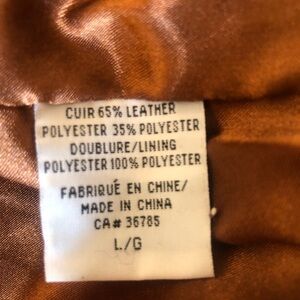 CUIR 65% LEATHER
POLYESTER 35% POLYESTER
DOUBLURE/LINING
POLYESTER 100% POLYESTER
FABRIQUÉ EN CHINE/
MADE IN CHINA
CA# 36785
L/G